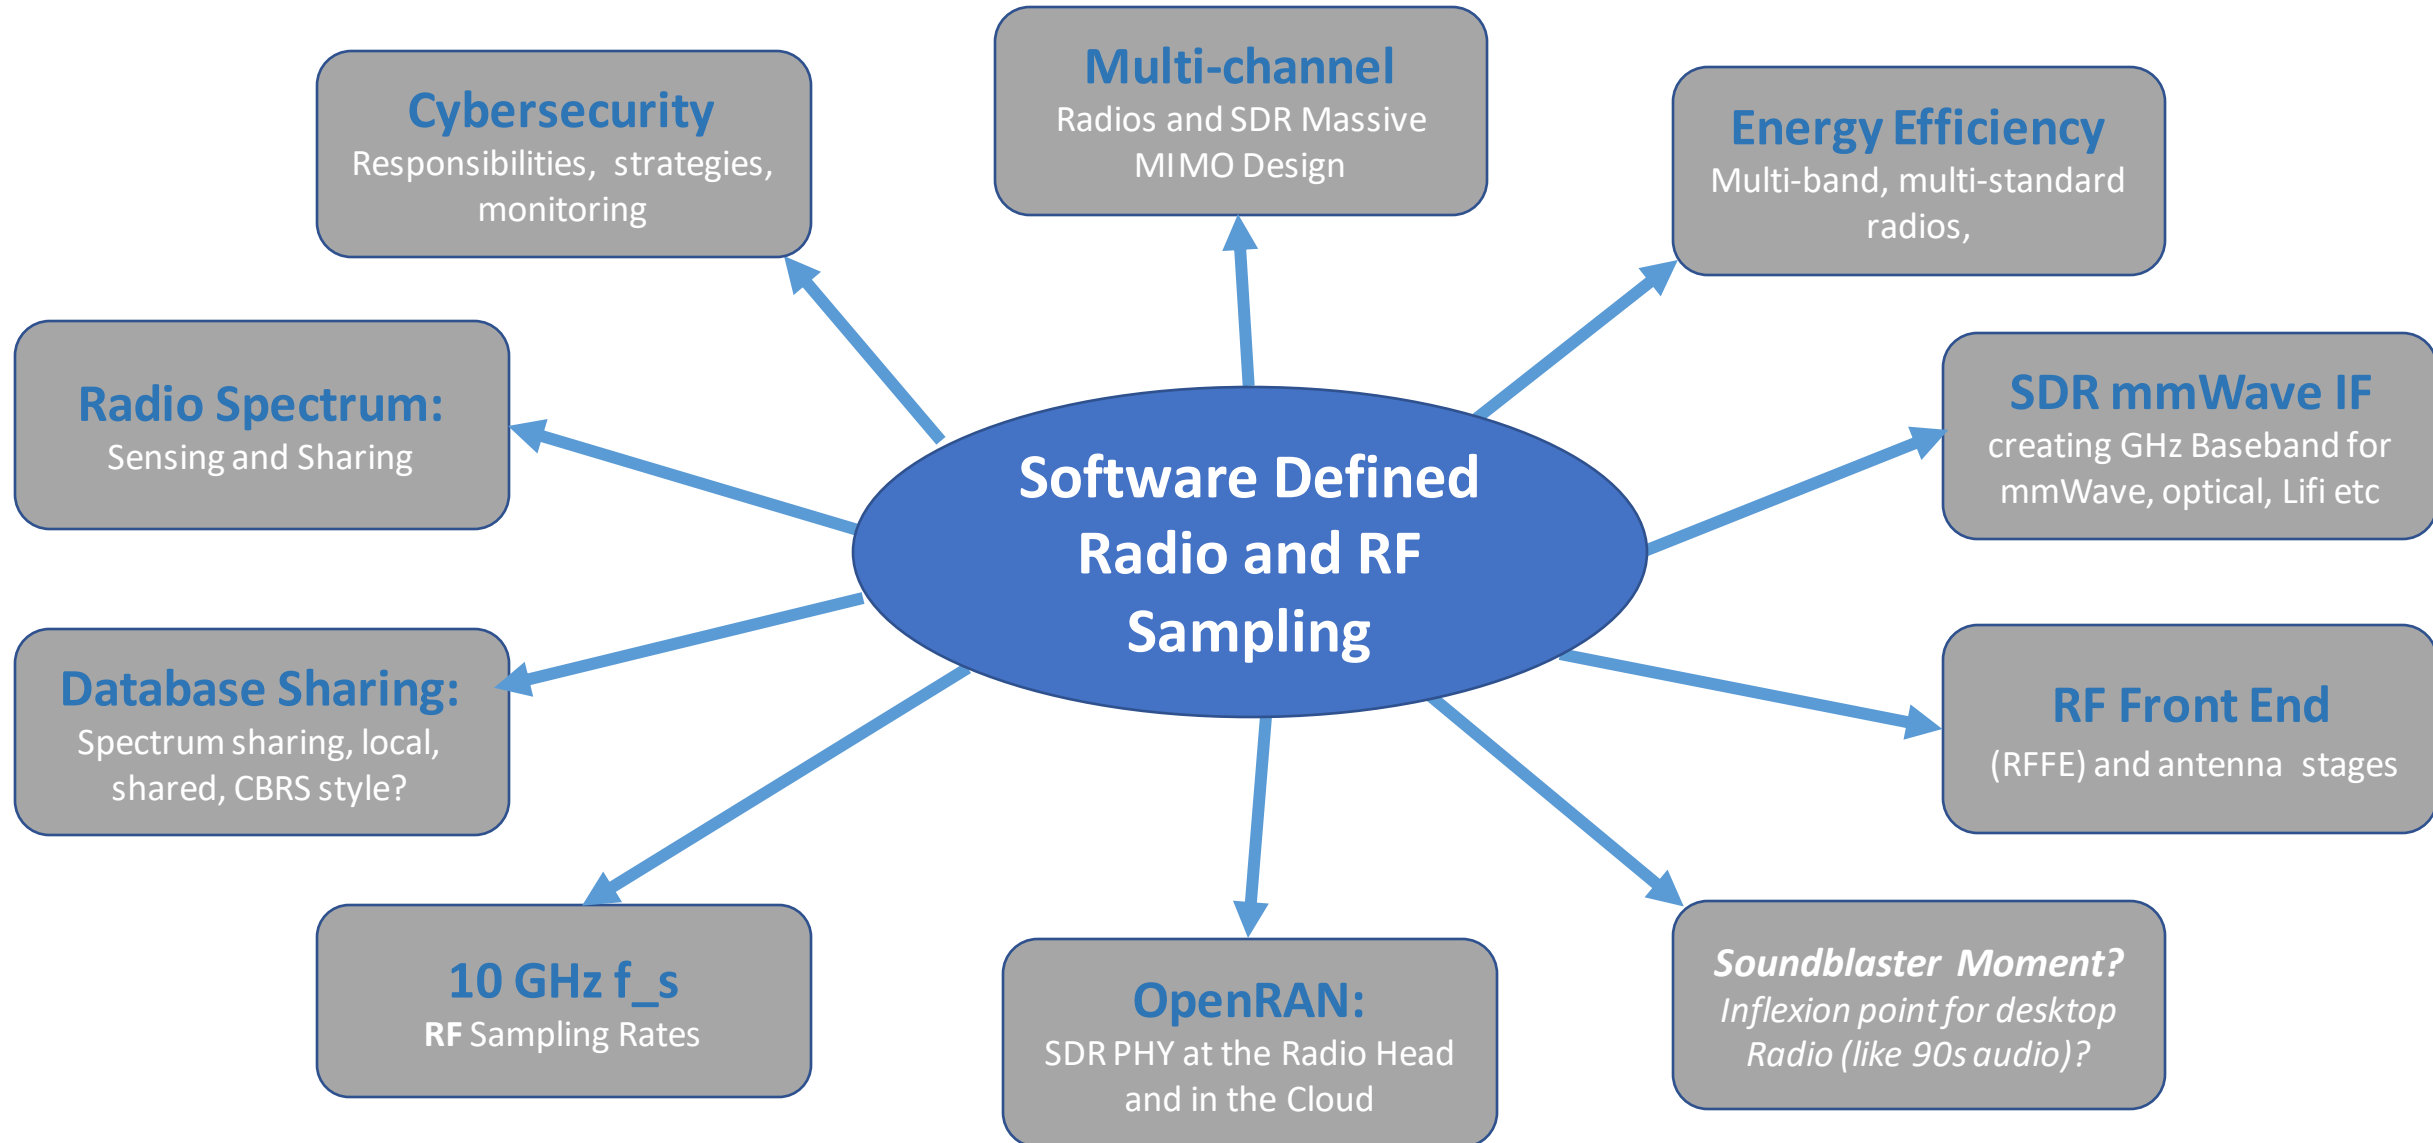 Multi-channel
Radios and SDR Massive
MIMO Design
Cybersecurity
Responsibilities, strategies,
monitoring
Energy Efficiency
Multi-band, multi-standard
radios,
Radio Spectrum:
Sensing and Sharing
SDR mmWave IF
creating GHz Baseband for
mmWave, optical, Lifi etc
Software Defined
Radio and RF
Sampling
Database Sharing:
Spectrum sharing, local,
shared, CBRS style?
RF Front End
(RFFE) and antenna stages
10 GHz f_s
RF Sampling Rates
OpenRAN:
SDR PHY at the Radio Head
and in the Cloud
Soundblaster Moment?
Inflexion point for desktop
Radio (like 90s audio)?